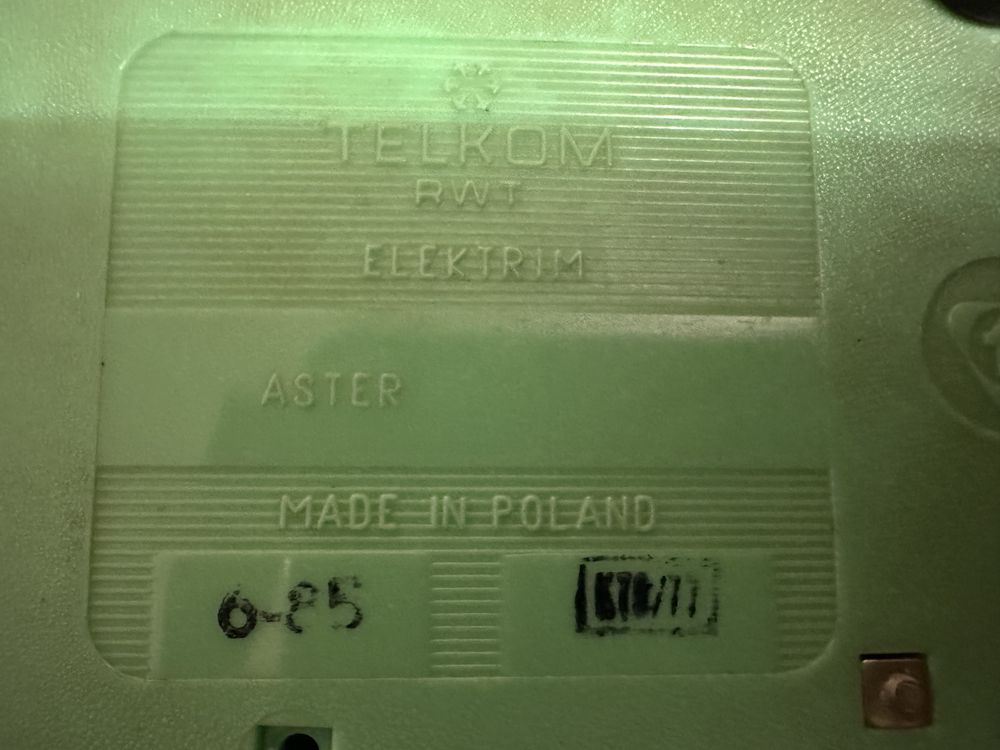 TELKOM
RWT
ELEKTRIM
ASTER
MADE IN POLAND
6-85